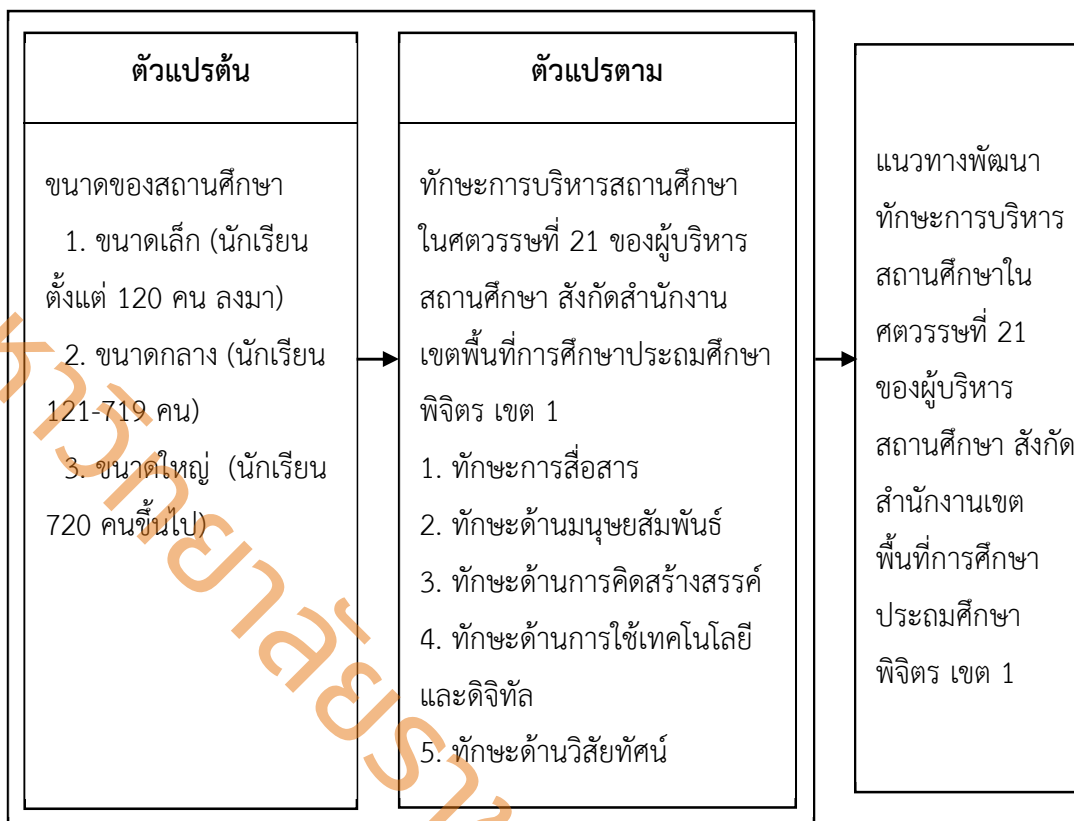 ตัวแปรต้น
ขนาดของสถานศึกษา
1. ขนาดเล็ก (นักเรียน
ตั้งแต่ 120 คน ลงมา)
2. ขนาดกลาง (นักเรียน
121-719 คน)
3. ขนาดใหญ่ (นักเรียน
720 คนขึ้นไป)
ตัวแปรตาม
ทักษะการบริหารสถานศึกษา
ในศตวรรษที่ 21 ของผู้บริหาร
สถานศึกษา สังกัดสำนักงาน
เขตพื้นที่การศึกษาประถมศึกษา
พิจิตร เขต 1
1. ทักษะการสื่อสาร
2. ทักษะด้านมนุษยสัมพันธ์
3. ทักษะด้านการคิดสร้างสรรค์
4. ทักษะด้านการใช้เทคโนโลยี
และดิจิทัล
5. ทักษะด้านวิสัยทัศน์
แนวทางพัฒนา
ทักษะการบริหาร
สถานศึกษาใน
ศตวรรษที่ 21
ของผู้บริหาร
สถานศึกษา สังกัด
สำนักงานเขต
พื้นที่การศึกษา
ประถมศึกษา
พิจิตร เขต 1